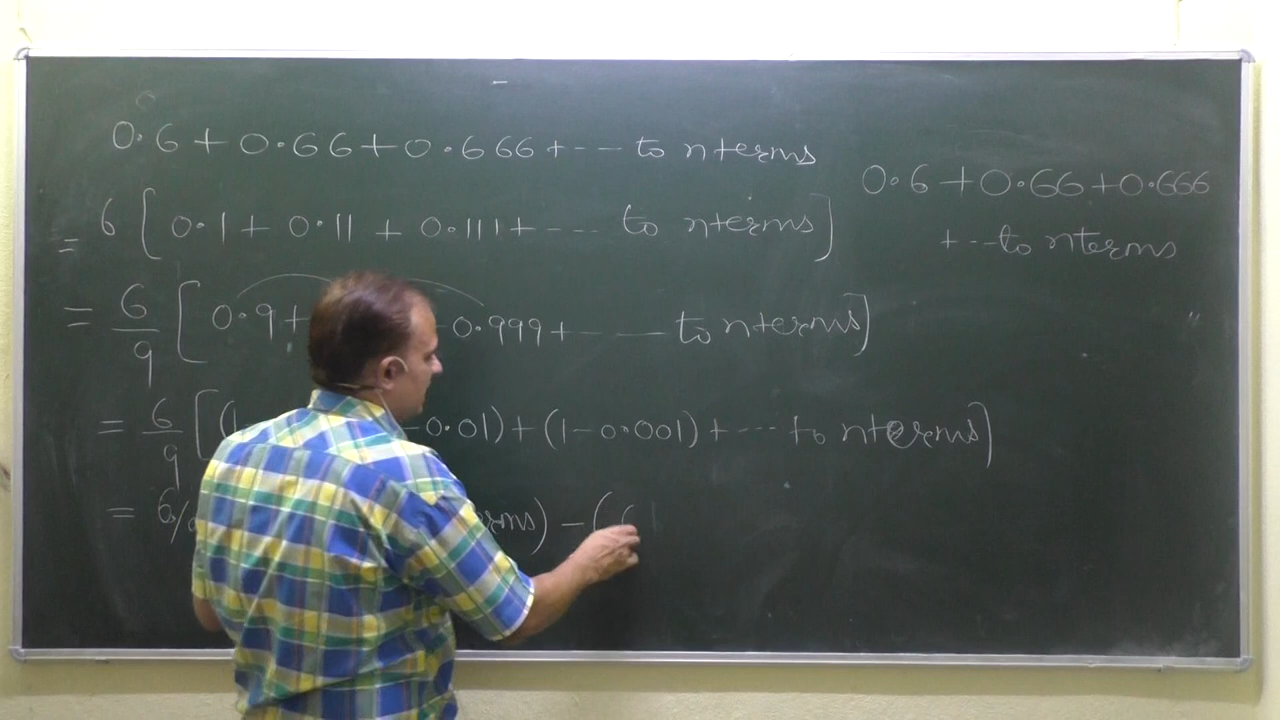 0.6 + 0.66 + 0.666 + --- to n terms
= 6 [ 0.1 + 0.11 + 0.111 + ---- to n terms ]
= 6/9 [ 0.9 + 0.999 + ---- to n terms ]
= 6/9 [ (1 -0.01) + (1-0.001) + --- to n terms ]
= 6/ terms) - (
0.6 + 0.66 + 0.666
+ --- to n terms